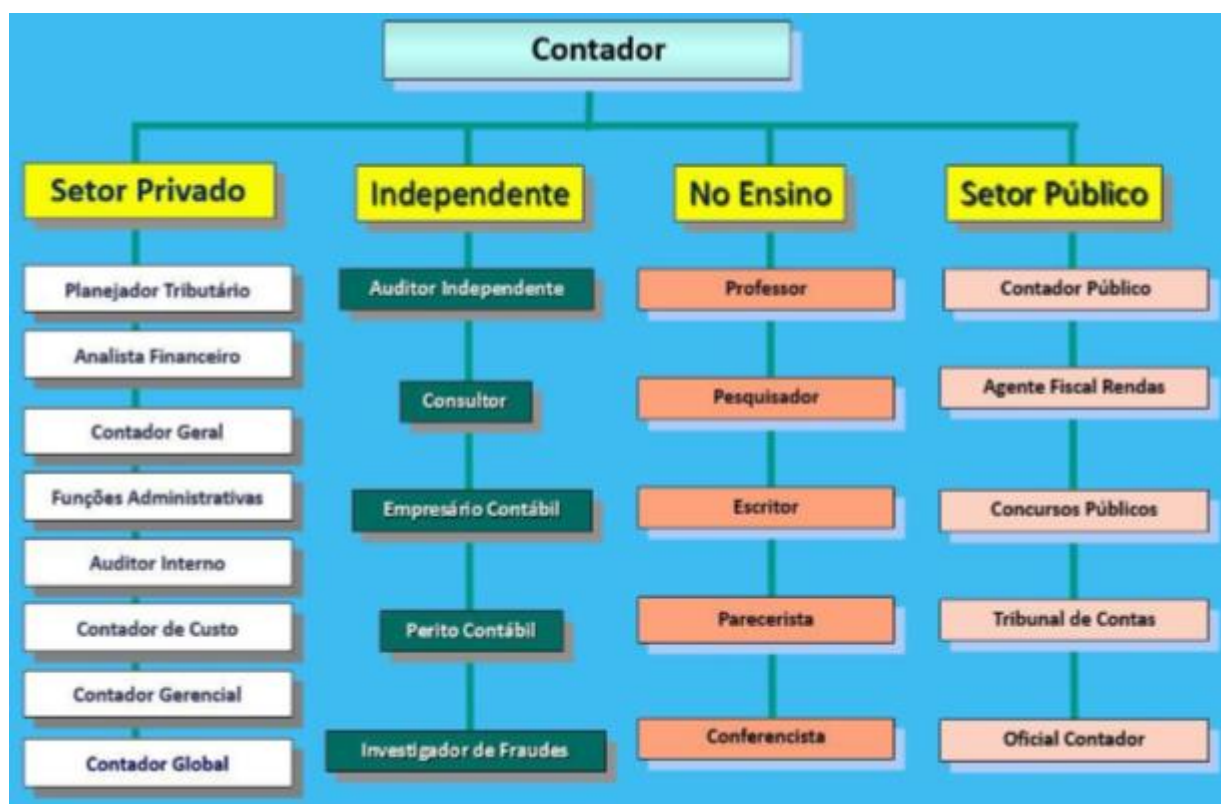 Contador
Setor Privado
Planejador Tributário
Analista Financeiro
Contador Geral
Funções Administrativas
Auditor Interno
Contador de Custo
Contador Gerencial
Contador Global
Independente
Auditor Independente
Consultor
Empresário Contábil
Perito Contábil
Investigador de Fraudes
No Ensino
Professor
Pesquisador
Escritor
Parecerista
Conferencista
Setor Público
Contador Público
Agente Fiscal Rendas
Concursos Públicos
Tribunal de Contas
Oficial Contador